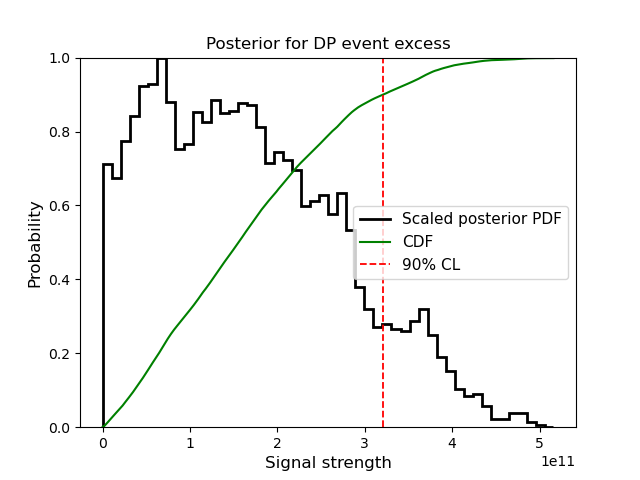 Posterior for DP event excess
1.0
0.8
0.6
0.4
0.2
0.0
Probability
Scaled posterior PDF
CDF
90% CL
0 1 2 3 4 5
1e11
Signal strength